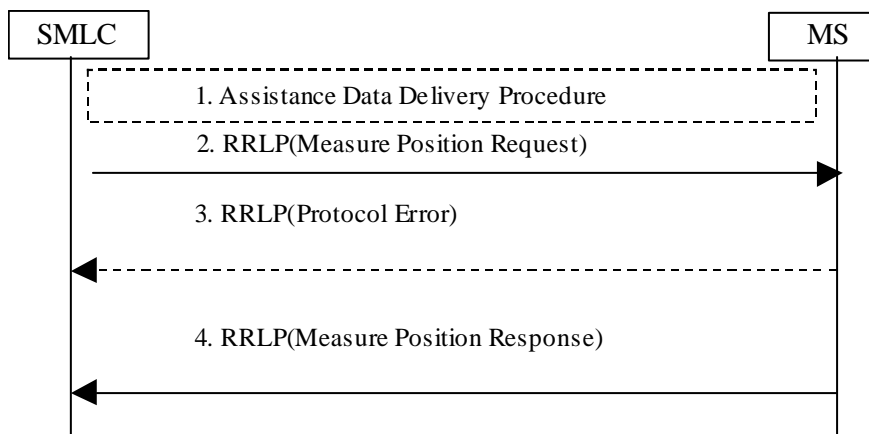 SMLC
MS
1. Assistance Data Delivery Procedure
2. RRLP(Measure Position Request)
3. RRLP(Protocol Error)
4. RRLP(Measure Position Response)